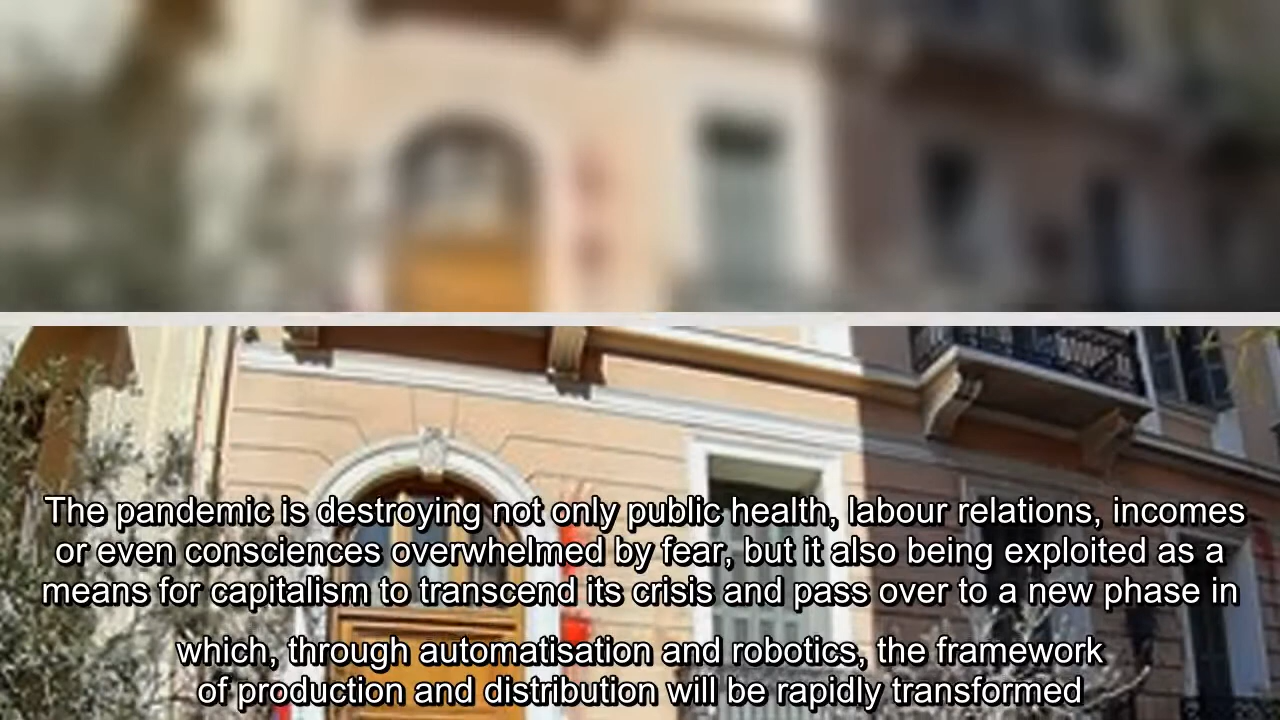 The pandemic is destroying not only public health, labour relations, incomes
or even consciences overwhelmed by fear, but it also being exploited as a
means for capitalism to transcend its crisis and pass over to a new phase in
which, through automatisation and robotics, the framework
of production and distribution will be rapidly transformed